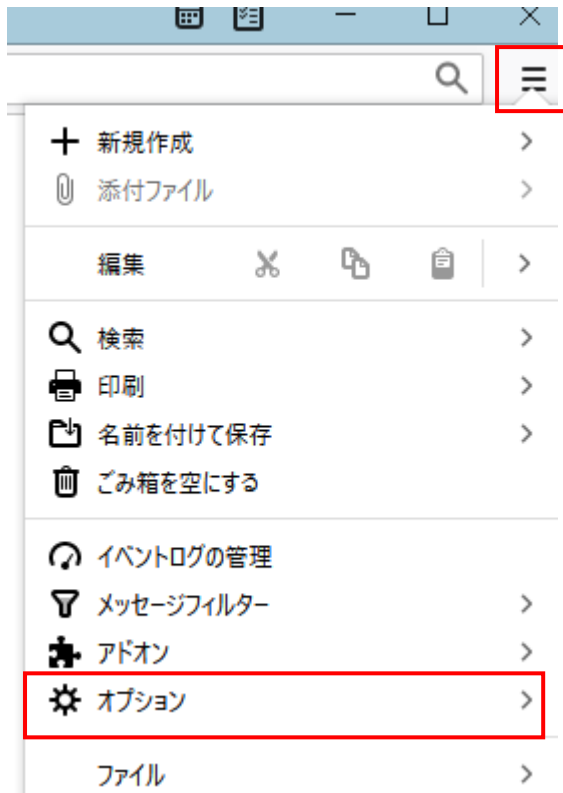 新規作成
添付ファイル
編集
検索
印刷
名前を付けて保存
ごみ箱を空にする
イベントログの管理
メッセージフィルター
アドオン
オプション
ファイル